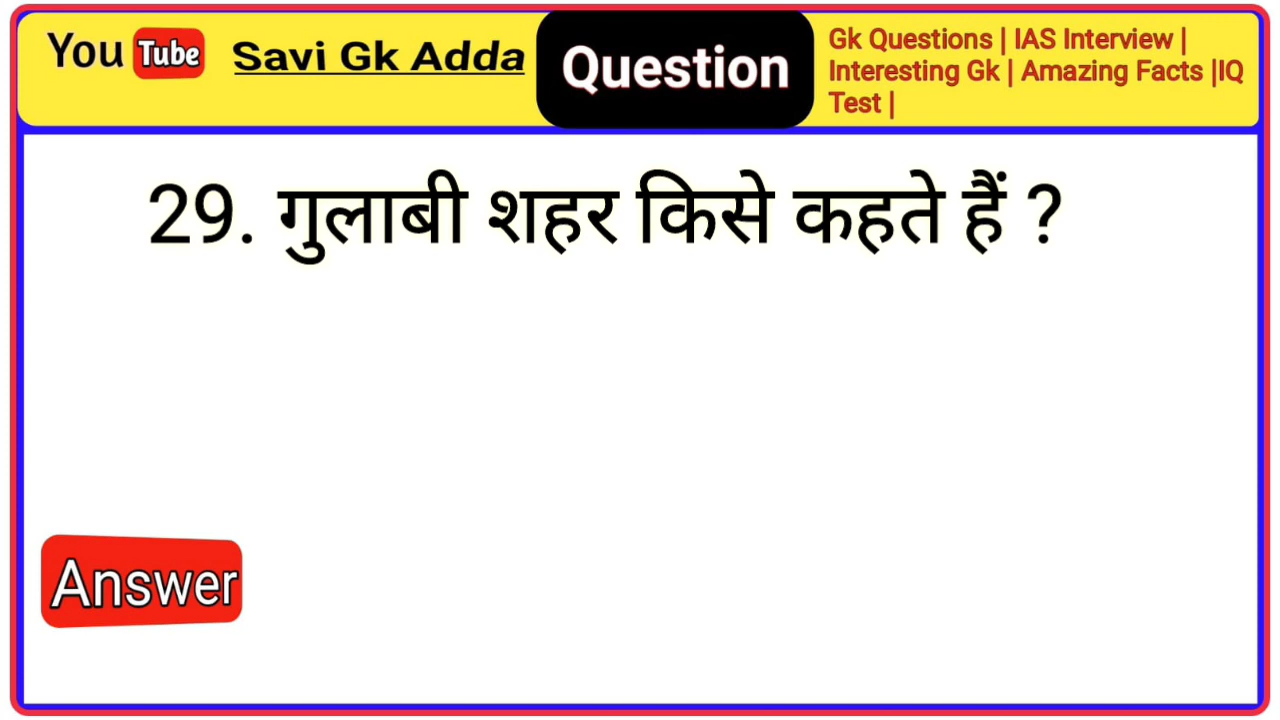 You Tube Savi Gk Adda
Question
Gk Questions | IAS Interview |
Interesting Gk | Amazing Facts |IQ
Test |
29. गुलाबी शहर किसे कहते हैं ?
Answer